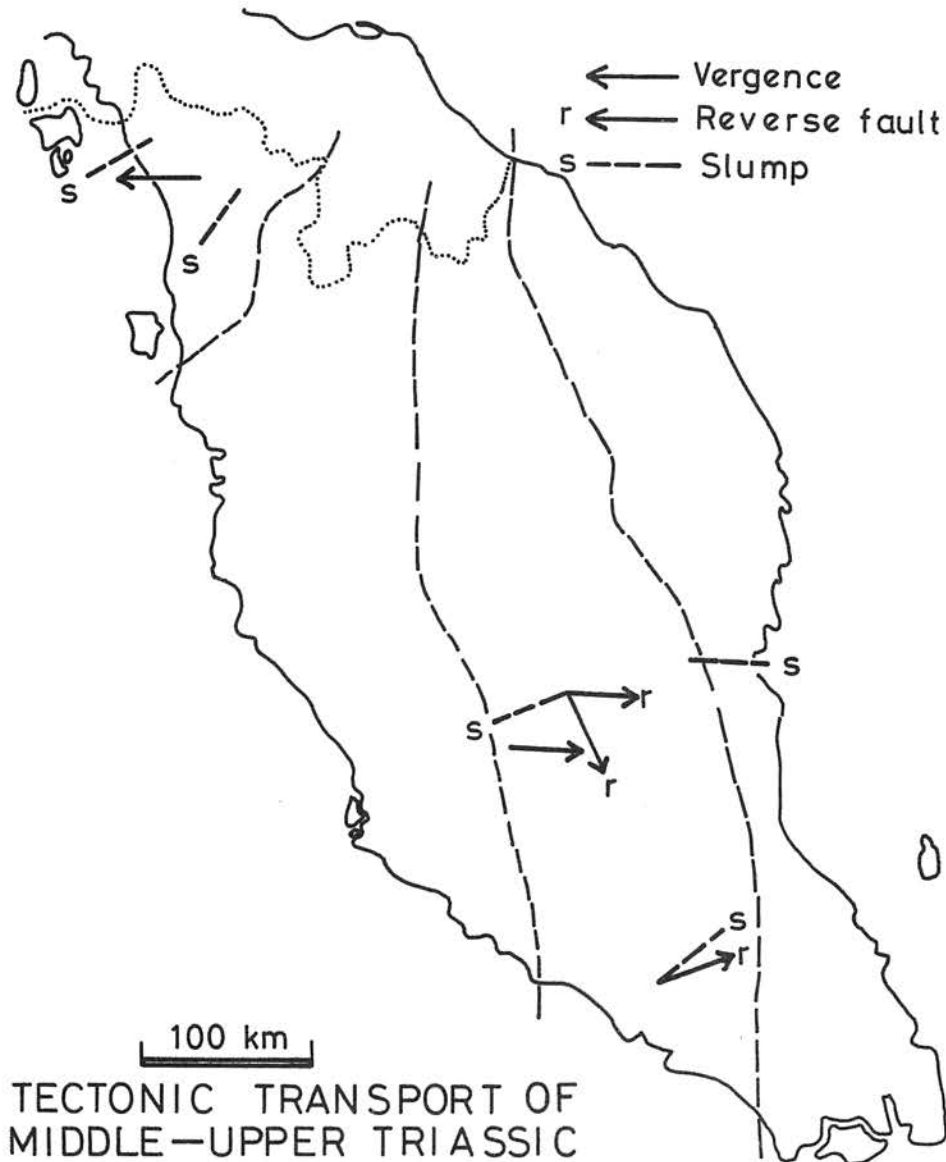 Vergence
r Reverse fault
s Slump
s
s
s
s
r
r
s
r
100 km
TECTONIC TRANSPORT OF
MIDDLE—UPPER TRIASSIC